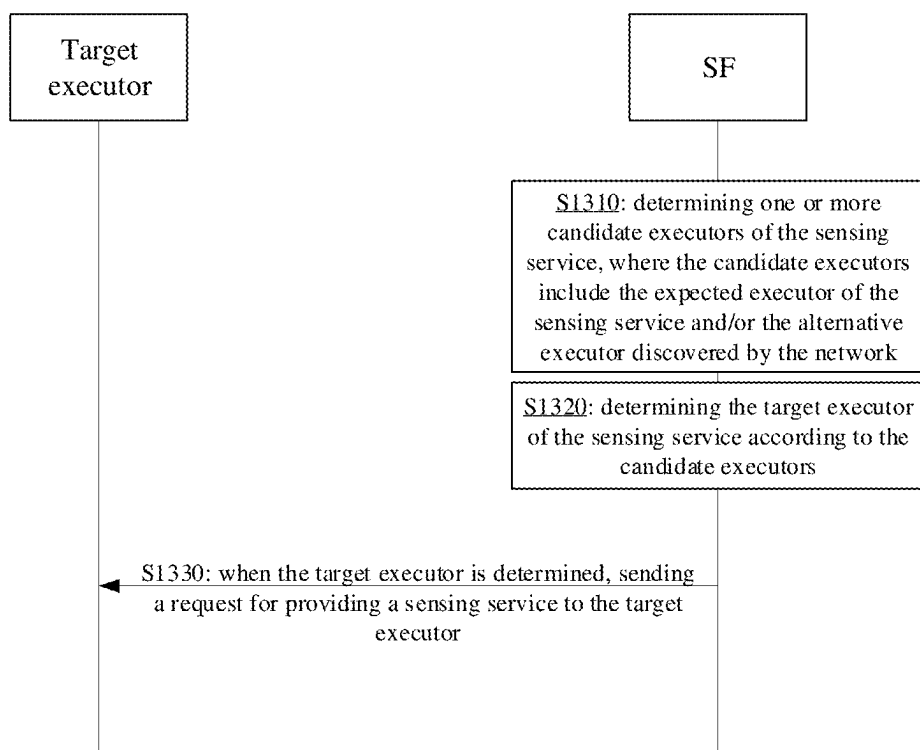 Target
executor
SF
S1310: determining one or more
candidate executors of the sensing
service, where the candidate executors
include the expected executor of the
sensing service and/or the alternative
executor discovered by the network
S1320: determining the target executor
of the sensing service according to the
candidate executors
S1330: when the target executor is determined, sending
a request for providing a sensing service to the target
executor